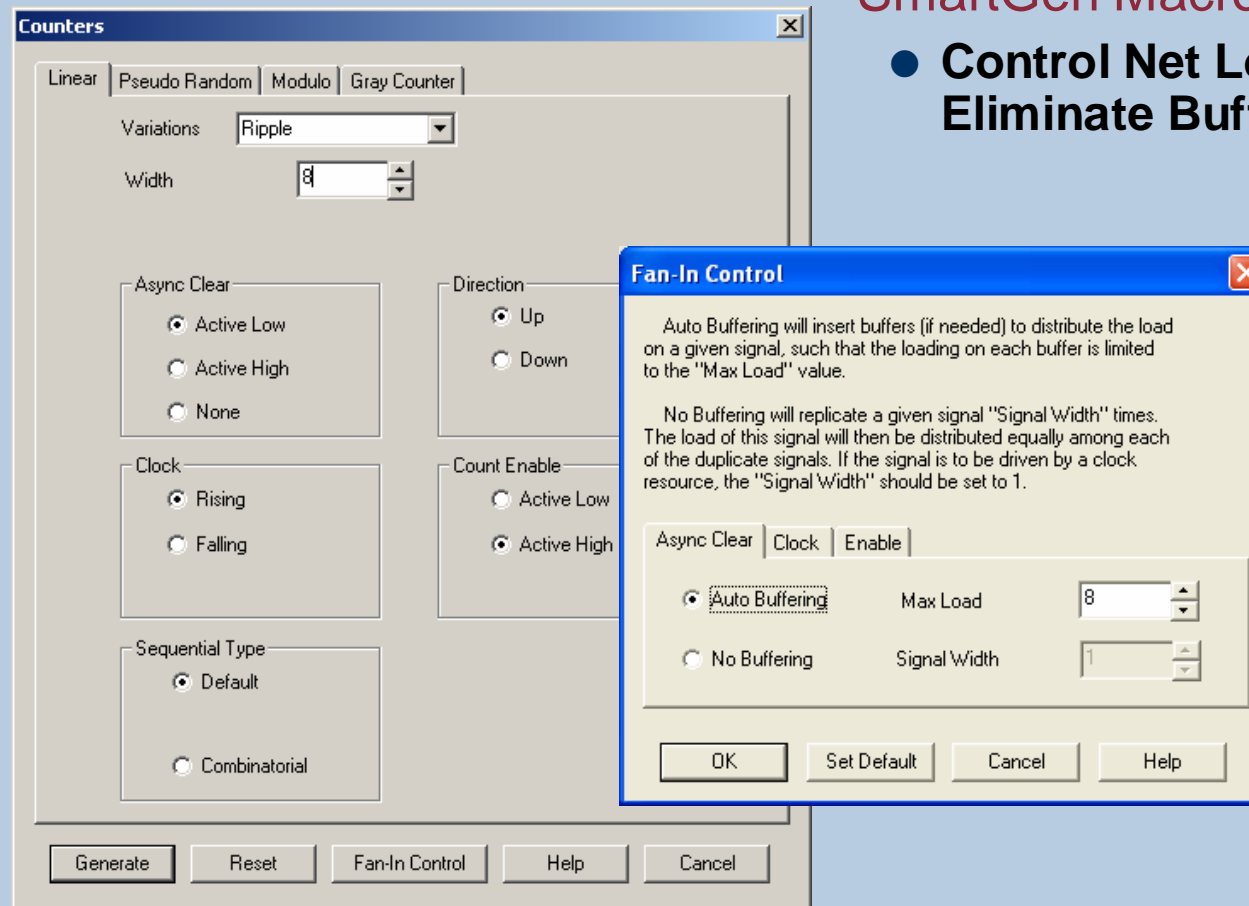 SmartGen Macro
Control Net Lo
Eliminate Buf
Counters
Linear
Pseudo Random
Modulo
Gray Counter
Variations
Ripple
Width
8
Async Clear
Active Low
Active High
None
Direction
Up
Down
Clock
Rising
Falling
Count Enable
Active Low
Active High
Sequential Type
Default
Combinatorial
Generate
Reset
Fan-In Control
Help
Cancel
Fan-In Control
Auto Buffering will insert buffers (if needed) to distribute the load
on a given signal, such that the loading on each buffer is limited
to the "Max Load" value.
No Buffering will replicate a given signal "Signal Width" times.
The load of this signal will then be distributed equally among each
of the duplicate signals. If the signal is to be driven by a clock
resource, the "Signal Width" should be set to 1.
Async Clear
Clock
Enable
Auto Buffering
Max Load
8
No Buffering
Signal Width
1
OK
Set Default
Cancel
Help